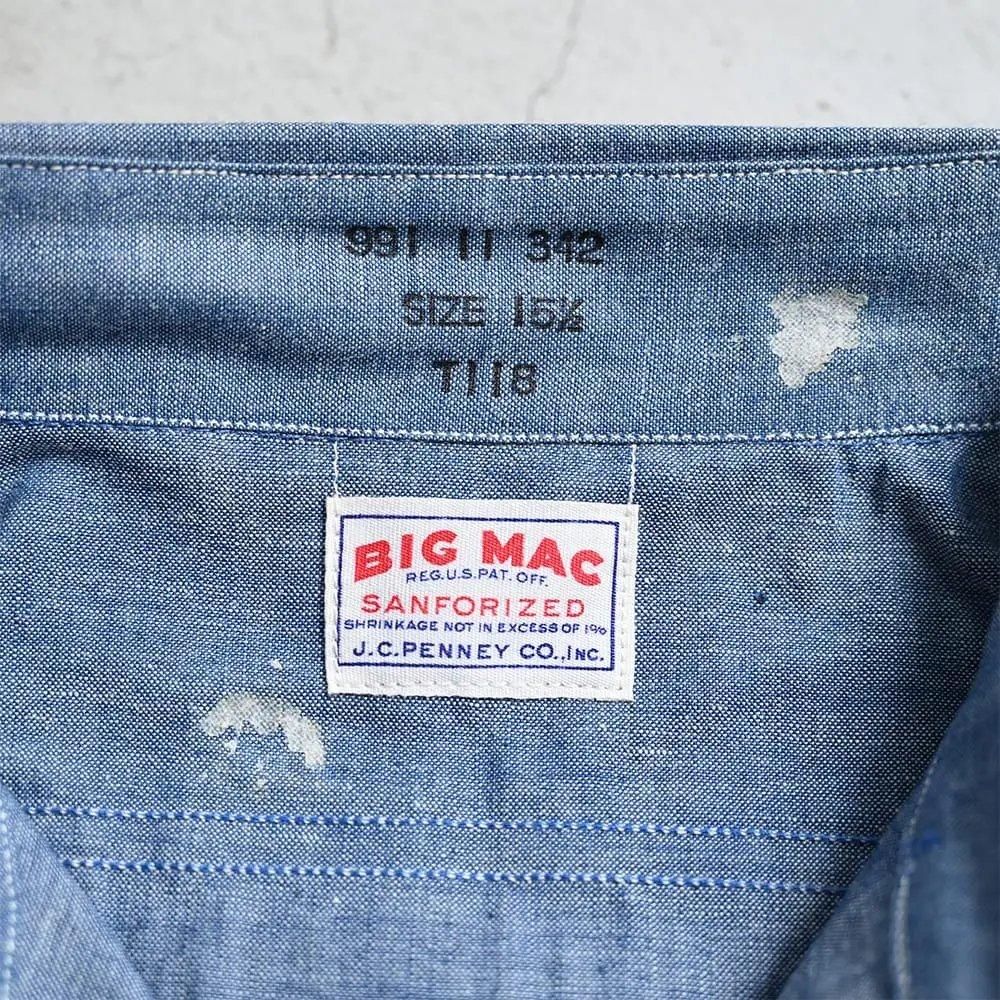 991 11 342
SIZE 15½
T118
BIG MAC
REG.U.S.PAT.OFF.
SANFORIZED
SHRINKAGE NOT IN EXCESS OF 1%
J.C.PENNEY CO.,INC.